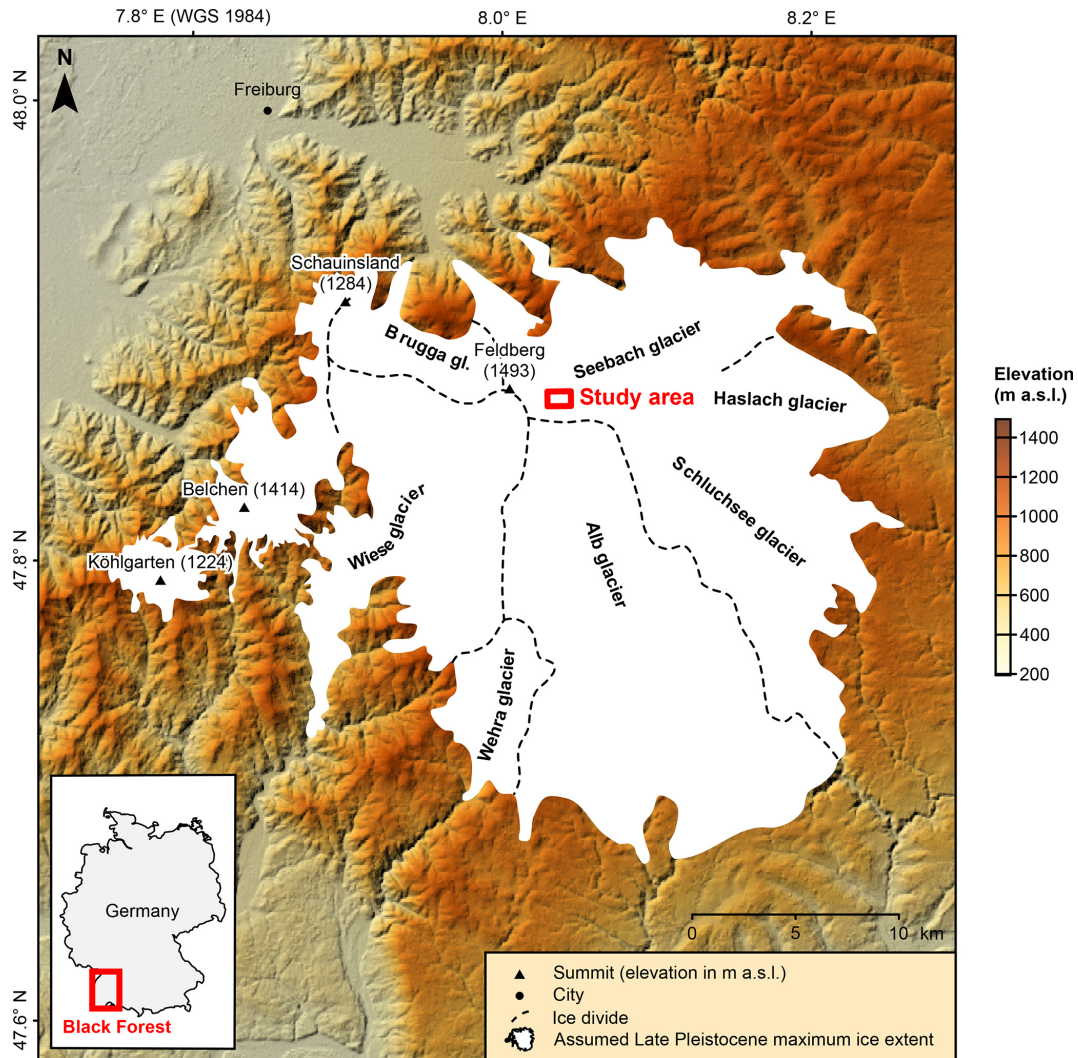 7.8° E (WGS 1984)
8.0° E
8.2° E
48.0° N
47.8° N
47.6° N
N
Freiburg
Schauinsland
(1284)
Brugga gl.
Feldberg
(1493)
Seebach glacier
Study area
Haslach glacier
Schluchsee glacier
Belchen (1414)
Wiese glacier
Alb glacier
Köhlgarten (1224)
Wehra glacier
Elevation
(m a.s.l.)
1400
1200
1000
800
600
400
200
Germany
Black Forest
0
5
10
km
Summit (elevation in m a.s.l.)
City
Ice divide
Assumed Late Pleistocene maximum ice extent